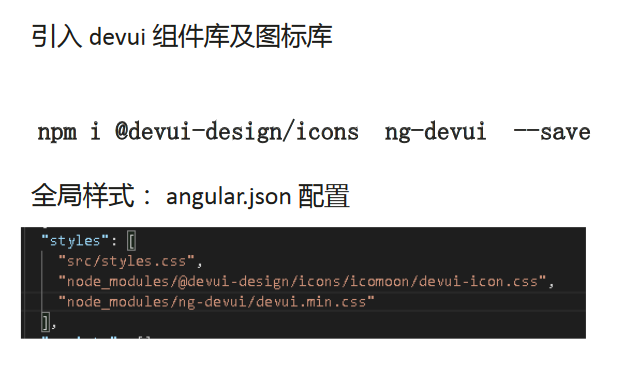 引入 devui 组件库及图标库
npm i @devui-design/icons ng-devui --save
全局样式： angular.json 配置
"styles": [
"src/styles.css",
"node_modules/@devui-design/icons/icomoon/devui-icon.css",
"node_modules/ng-devui/devui.min.css"
],